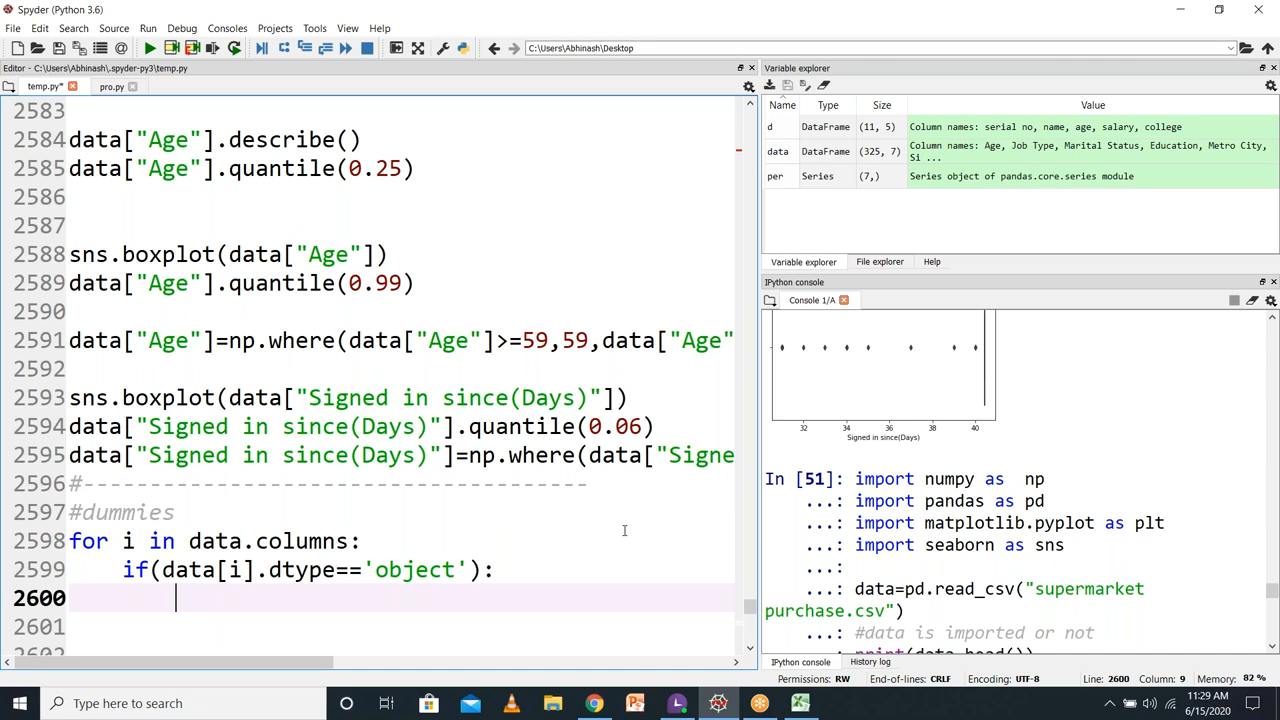 Spyder (Python 3.6)
File Edit Search Source Run Debug Consoles Projects Tools View Help
C:\Users\Abhinash\Desktop
Editor - C:\Users\Abhinash\.spyder-py3\temp.py
temp.py* pro.py
2583
2584 data["Age"].describe()
2585 data["Age"].quantile(0.25)
2586
2587
2588 sns.boxplot(data["Age"])
2589 data["Age"].quantile(0.99)
2590
2591 data["Age"]=np.where(data["Age"]>=59,59,data["Age"
2592
2593 sns.boxplot(data["Signed in since(Days)"])
2594 data["Signed in since(Days)"].quantile(0.06)
2595 data["Signed in since(Days)"]=np.where(data["Signe
2596 #--------------------------------------
2597 #dummies
2598 for i in data.columns:
2599 if(data[i].dtype=='object'):
2600
2601
2602
Variable explorer
Name Type Size Value
d DataFrame (11, 5) Column names: serial no, name, age, salary, college
data DataFrame (325, 7) Column names: Age, Job Type, Marital Status, Education, Metro City,
Si ...
per Series (7,) Series object of pandas.core.series module
Variable explorer File explorer Help
IPython console
Console 1/A
32 34 36 38 40
Signed in since(Days)
In [51]: import numpy as np
...: import pandas as pd
...: import matplotlib.pyplot as plt
...: import seaborn as sns
...:
...: data=pd.read_csv("supermarket
purchase.csv")
...: #data is imported or not
...: print(data.head())
IPython console History log
Permissions: RW End-of-lines: CRLF Encoding: UTF-8 Line: 2600 Column: 9 Memory: 82 %
Type here to search
11:29 AM
6/15/2020